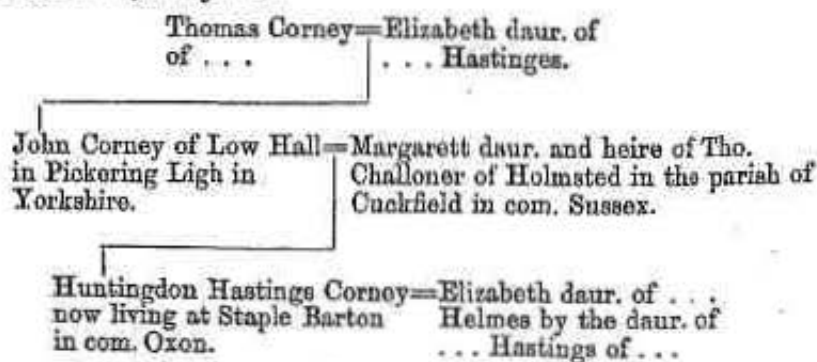 Thomas Corney=Elizabeth daur. of
of . . . . . . Hastinges.
John Corney of Low Hall=Margarett daur. and heire of Tho.
in Pickering Ligh in Challoner of Holmsted in the parish of
Yorkshire. Cuckfield in com. Sussex.
Huntingdon Hastings Corney=Elizabeth daur. of . . .
now living at Staple Barton Helmes by the daur. of
in com. Oxon. . . . Hastings of . . .